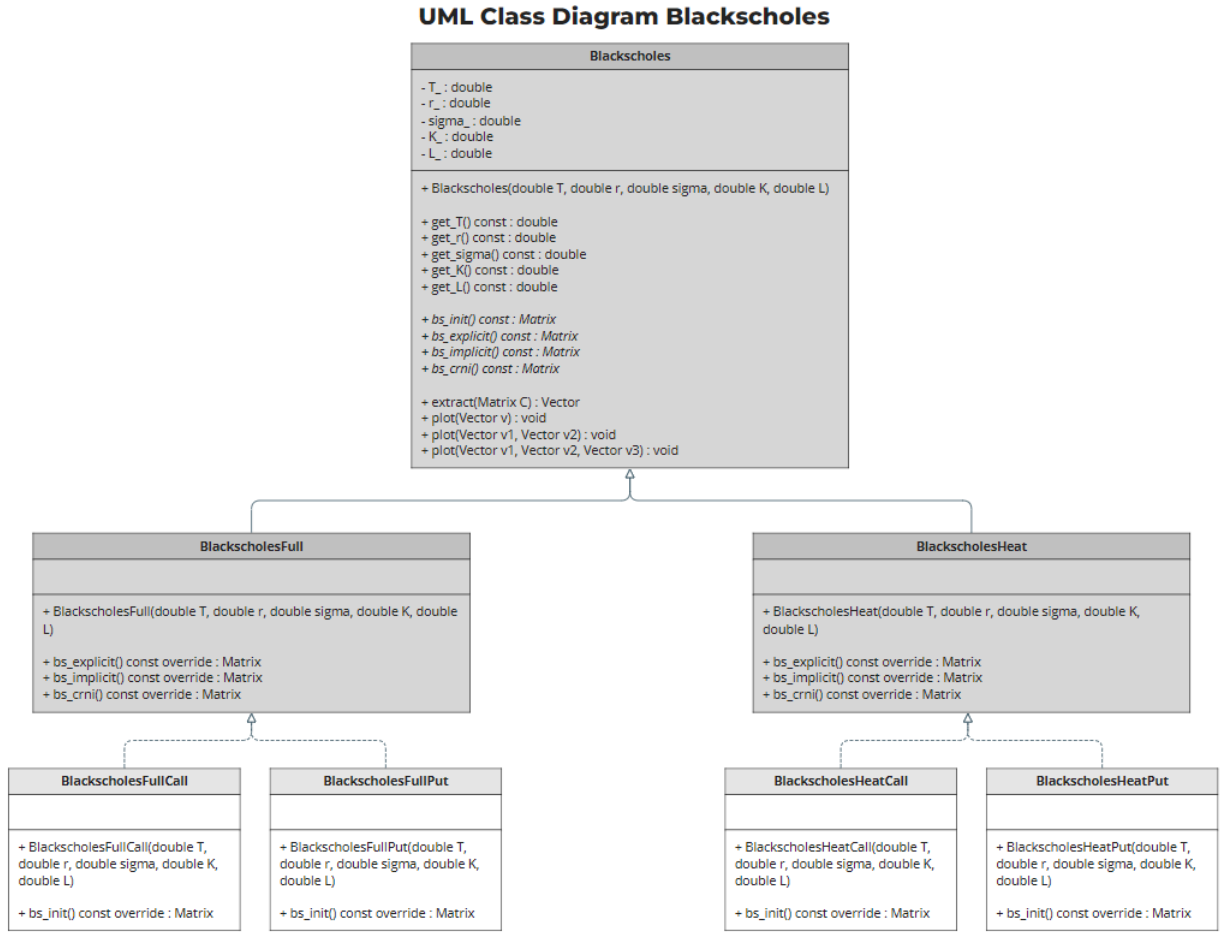 UML Class Diagram Blackscholes
Blackscholes
- T_ : double
- r_ : double
- sigma_ : double
- K_ : double
- L_ : double
+ Blackscholes(double T, double r, double sigma, double K, double L)
+ get_T() const : double
+ get_r() const : double
+ get_sigma() const : double
+ get_K() const : double
+ get_L() const : double
+ bs_init() const : Matrix
+ bs_explicit() const : Matrix
+ bs_implicit() const : Matrix
+ bs_crni() const : Matrix
+ extract(Matrix C) : Vector
+ plot(Vector v) : void
+ plot(Vector v1, Vector v2) : void
+ plot(Vector v1, Vector v2, Vector v3) : void
BlackscholesFull
+ BlackscholesFull(double T, double r, double sigma, double K, double
L)
+ bs_explicit() const override : Matrix
+ bs_implicit() const override : Matrix
+ bs_crni() const override : Matrix
BlackscholesHeat
+ BlackscholesHeat(double T, double r, double sigma, double K,
double L)
+ bs_explicit() const override : Matrix
+ bs_implicit() const override : Matrix
+ bs_crni() const override : Matrix
BlackscholesFullCall
+ BlackscholesFullCall(double T,
double r, double sigma, double K,
double L)
+ bs_init() const override : Matrix
BlackscholesFullPut
+ BlackscholesFullPut(double T,
double r, double sigma, double K,
double L)
+ bs_init() const override : Matrix
BlackscholesHeatCall
+ BlackscholesHeatCall(double T,
double r, double sigma, double K,
double L)
+ bs_init() const override : Matrix
BlackscholesHeatPut
+ BlackscholesHeatPut(double T,
double r, double sigma, double K,
double L)
+ bs_init() const override : Matrix